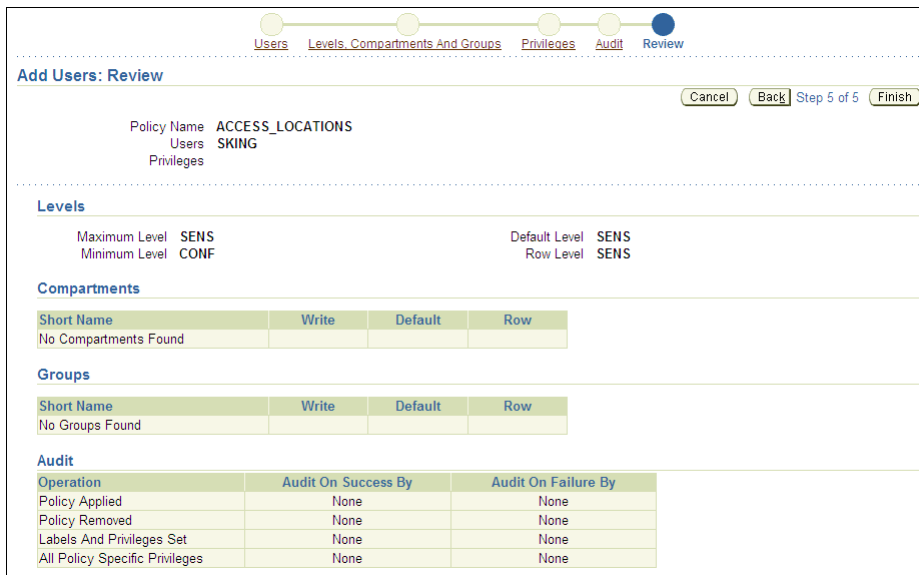 Users Levels, Compartments And Groups Privileges Audit Review
Add Users: Review
Cancel Back Step 5 of 5 Finish
Policy Name ACCESS_LOCATIONS
Users SKING
Privileges
Levels
Maximum Level SENS Default Level SENS
Minimum Level CONF Row Level SENS
Compartments
Short Name Write Default Row
No Compartments Found
Groups
Short Name Write Default Row
No Groups Found
Audit
Operation Audit On Success By Audit On Failure By
Policy Applied None None
Policy Removed None None
Labels And Privileges Set None None
All Policy Specific Privileges None None